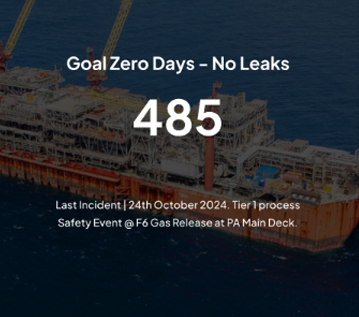 Goal Zero Days – No Leaks
485
Last Incident | 24th October 2024. Tier 1 process
Safety Event @ F6 Gas Release at PA Main Deck.